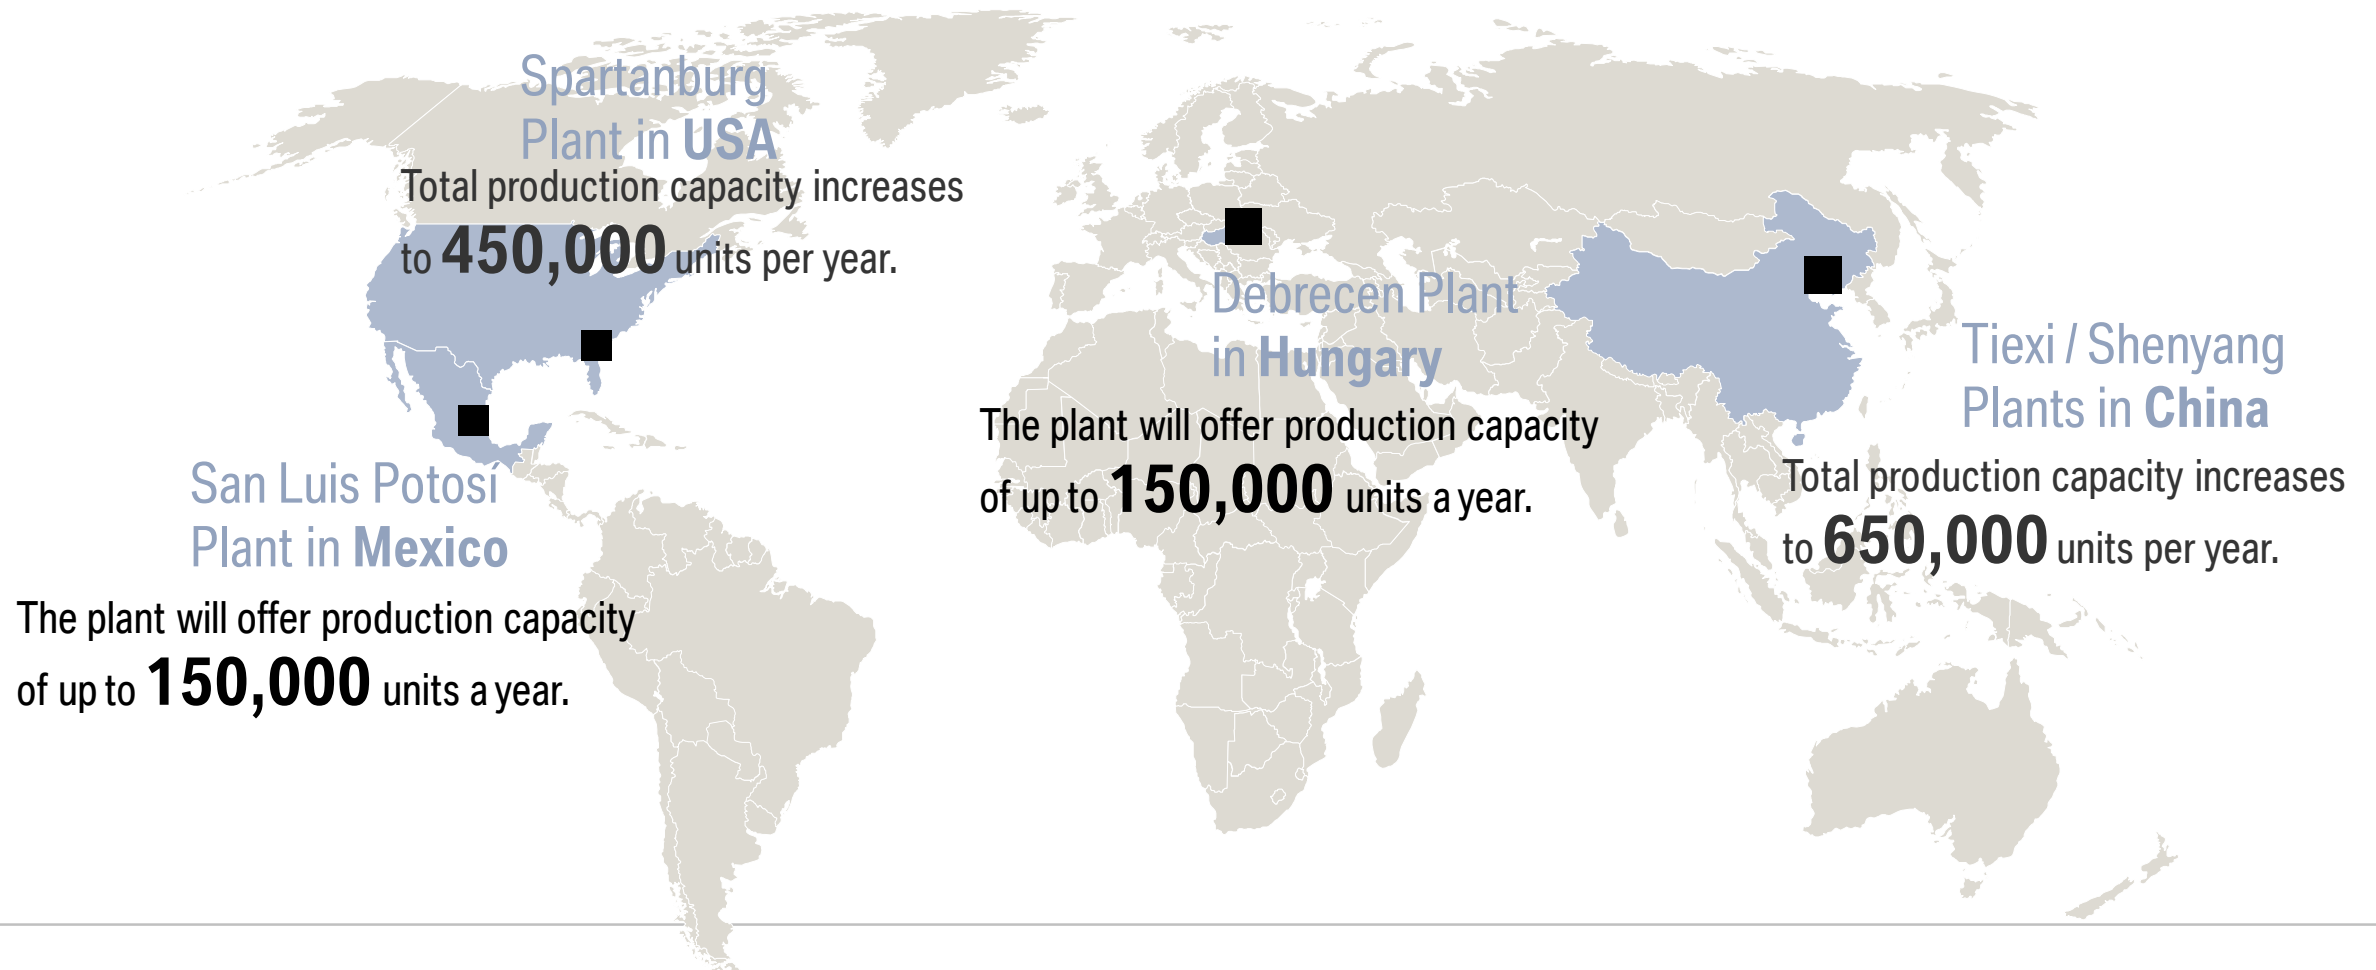 Spartanburg
Plant in USA
Total production capacity increases
to 450,000 units per year.
San Luis Potosí
Plant in Mexico
The plant will offer production capacity
of up to 150,000 units a year.
Debrecen Plant
in Hungary
The plant will offer production capacity
of up to 150,000 units a year.
Tiexi / Shenyang
Plants in China
Total production capacity increases
to 650,000 units per year.